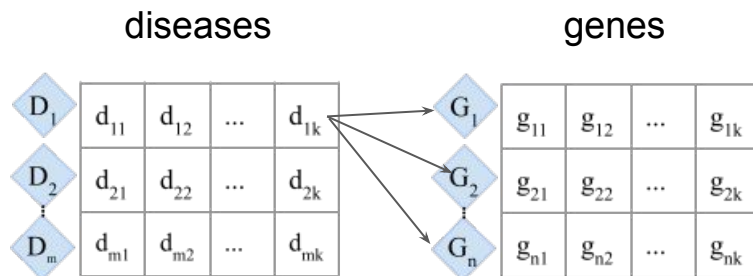 diseases genes
D₁ d₁₁ d₁₂ ... d₁ₖ G₁ g₁₁ g₁₂ ... g₁ₖ
D₂ d₂₁ d₂₂ ... d₂ₖ G₂ g₂₁ g₂₂ ... g₂ₖ
Dₘ dₘ₁ dₘ₂ ... dₘₖ Gₙ gₙ₁ gₙ₂ ... gₙₖ